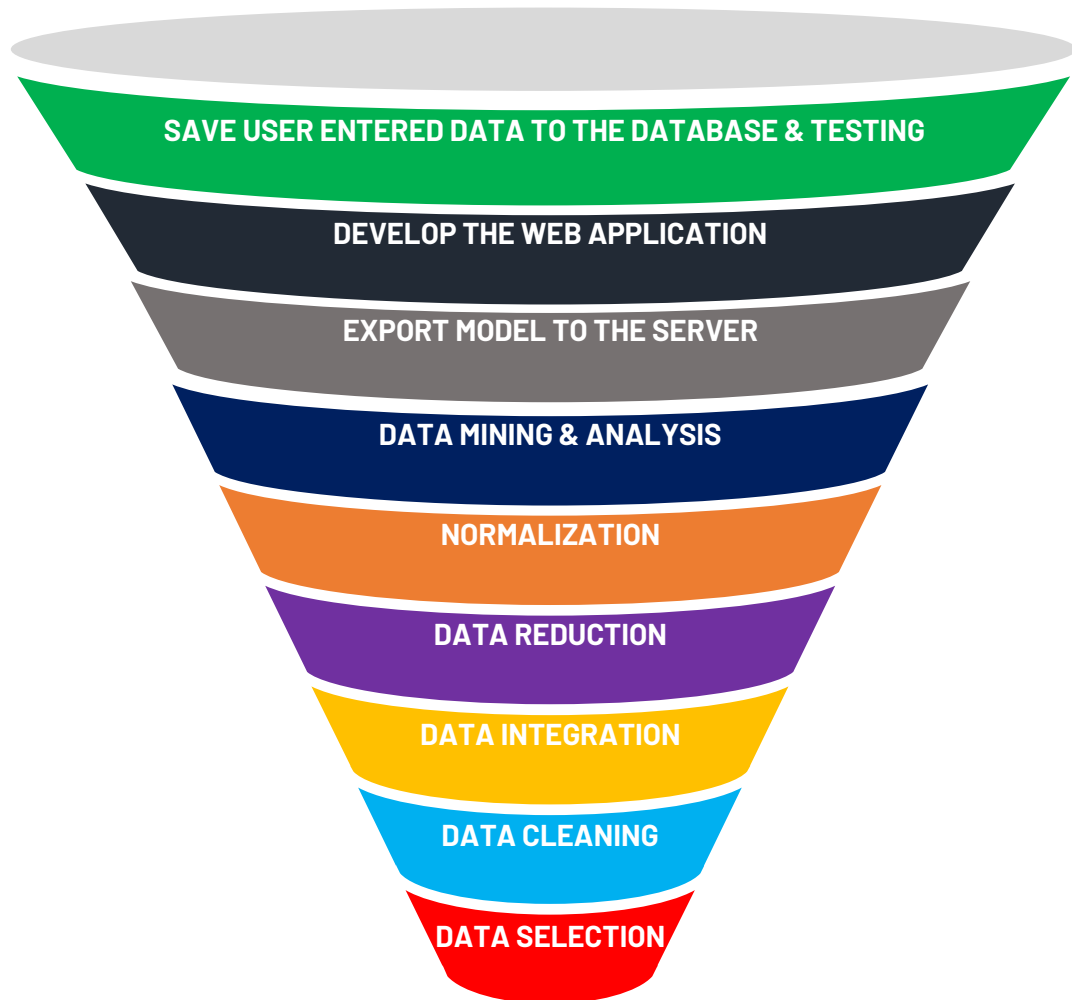 SAVE USER ENTERED DATA TO THE DATABASE & TESTING
DEVELOP THE WEB APPLICATION
EXPORT MODEL TO THE SERVER
DATA MINING & ANALYSIS
NORMALIZATION
DATA REDUCTION
DATA INTEGRATION
DATA CLEANING
DATA SELECTION